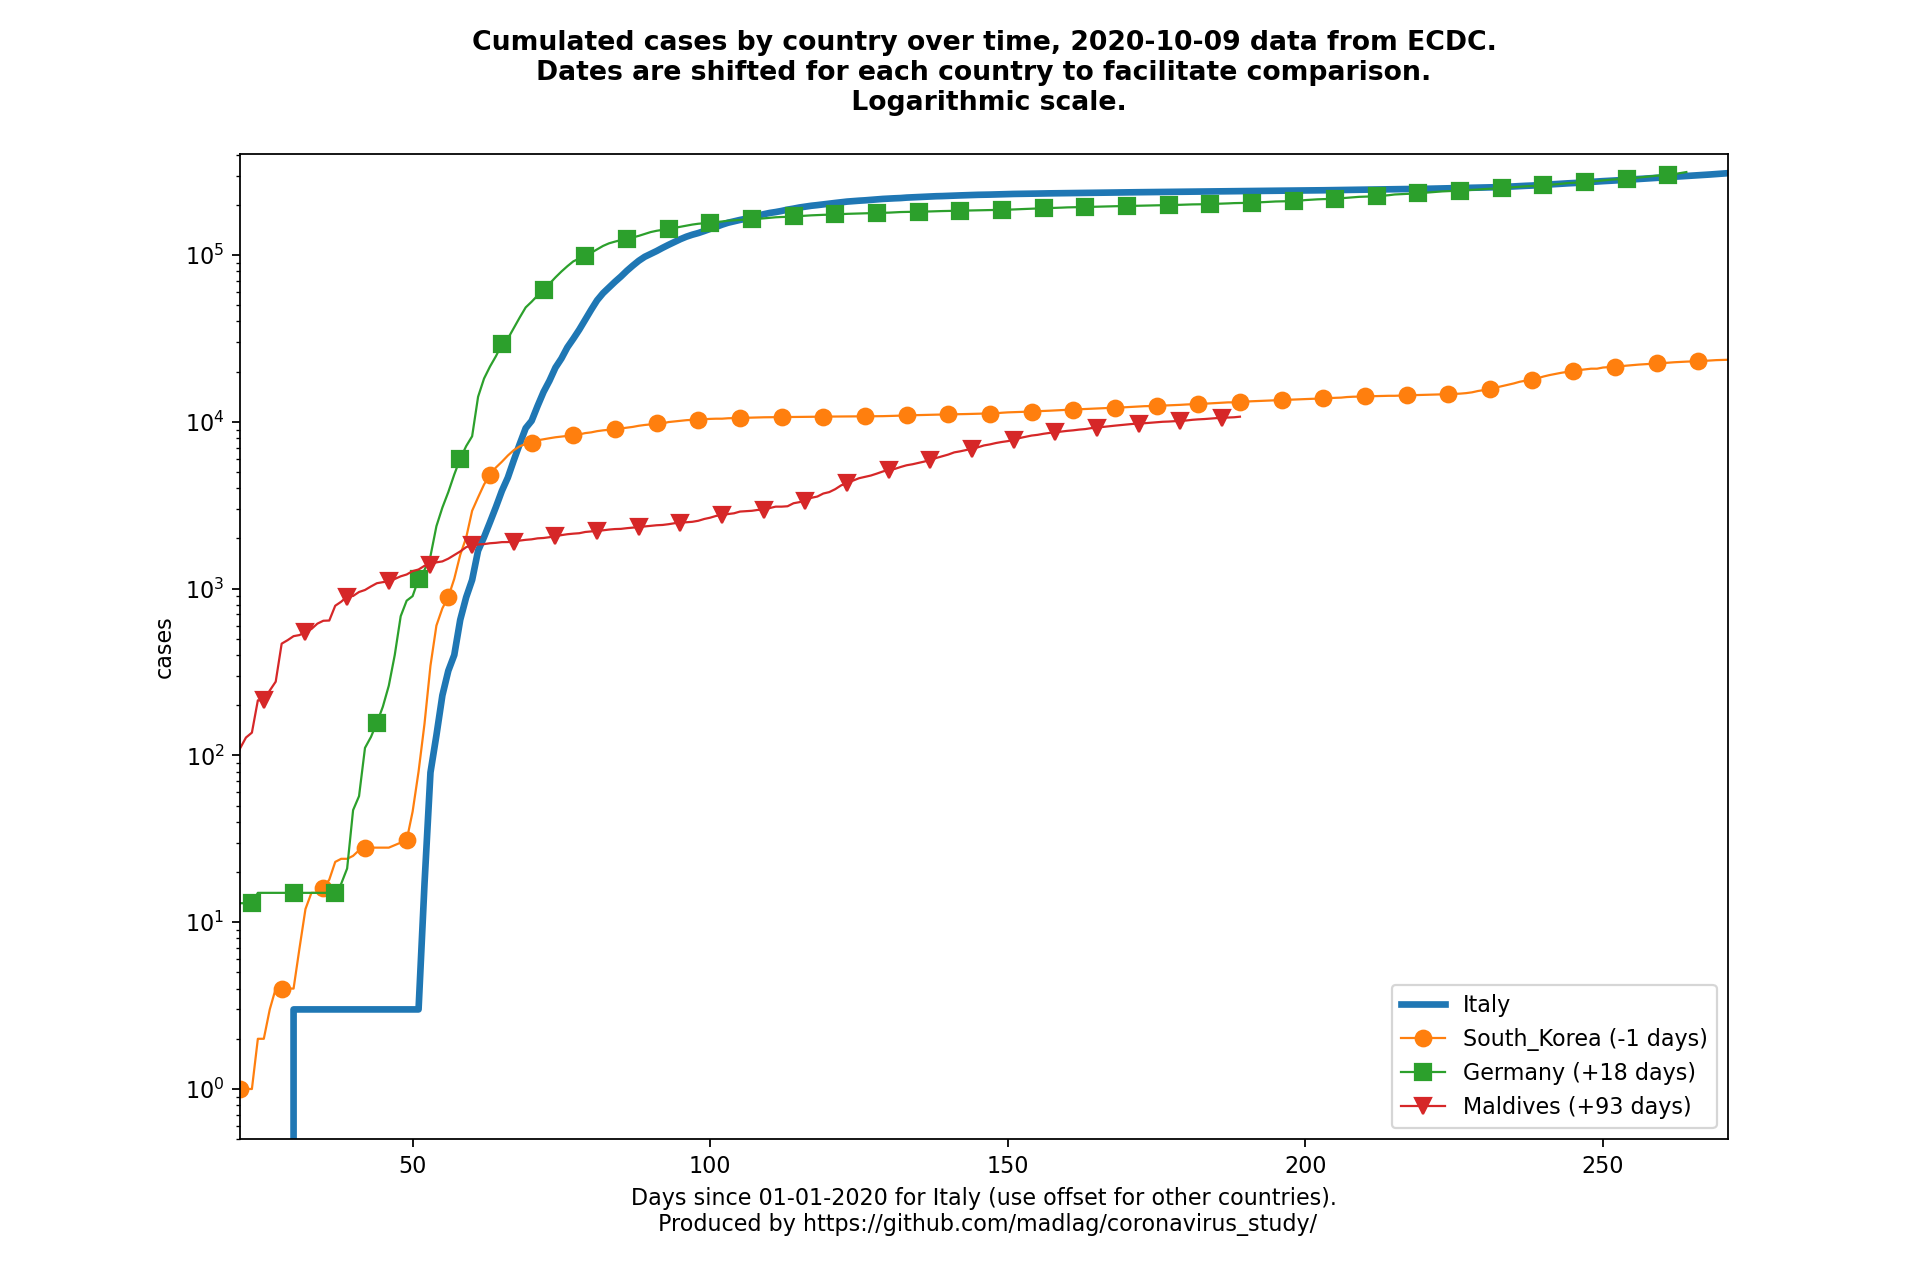 Cumulated cases by country over time, 2020-10-09 data from ECDC.
Dates are shifted for each country to facilitate comparison.
Logarithmic scale.
10^5
10^4
10^3
10^2
10^1
10^0
cases
Italy
South_Korea (-1 days)
Germany (+18 days)
Maldives (+93 days)
50 100 150 200 250
Days since 01-01-2020 for Italy (use offset for other countries).
Produced by https://github.com/madlag/coronavirus_study/